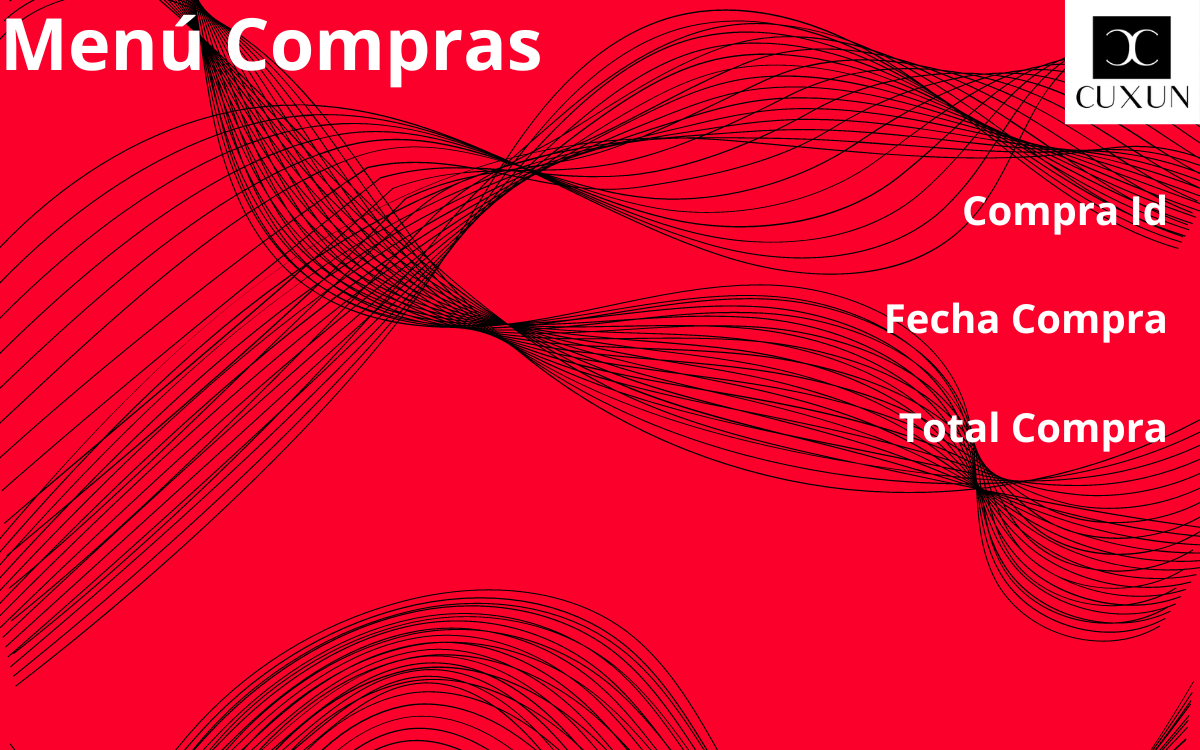 Menú Compras
CUXUN
Compra Id
Fecha Compra
Total Compra